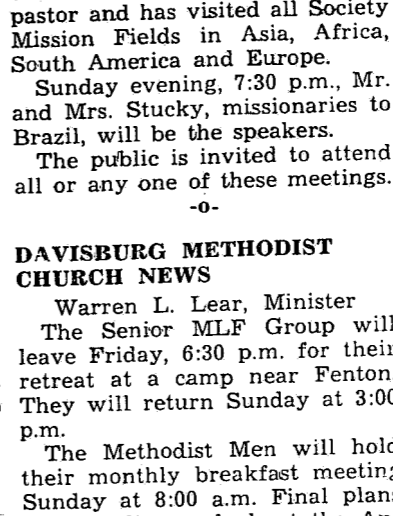 pastor and has visited all Society
Mission Fields in Asia, Africa,
South America and Europe.
Sunday evening, 7:30 p.m., Mr.
and Mrs. Stucky, missionaries to
Brazil, will be the speakers.
The public is invited to attend
all or any one of these meetings.
-o-
DAVISBURG METHODIST
CHURCH NEWS
Warren L. Lear, Minister
The Senior MLF Group will
leave Friday, 6:30 p.m. for their
retreat at a camp near Fenton.
They will return Sunday at 3:00
p.m.
The Methodist Men will hold
their monthly breakfast meeting
Sunday at 8:00 a.m. Final plans